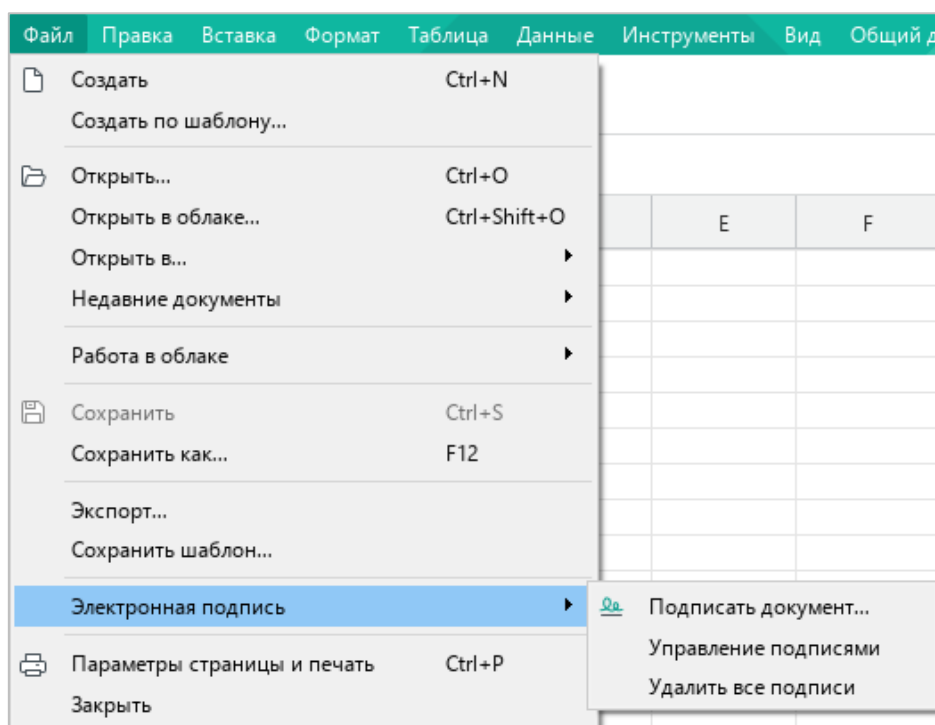 Файл Правка Вставка Формат Таблица Данные Инструменты Вид Общий
Создать Ctrl+N
Создать по шаблону...
Открыть... Ctrl+O
Открыть в облаке... Ctrl+Shift+O
E F
Открыть в...
Недавние документы
Работа в облаке
Сохранить Ctrl+S
Сохранить как... F12
Экспорт...
Сохранить шаблон...
Электронная подпись
Подписать документ...
Управление подписями
Удалить все подписи
Параметры страницы и печать Ctrl+P
Закрыть